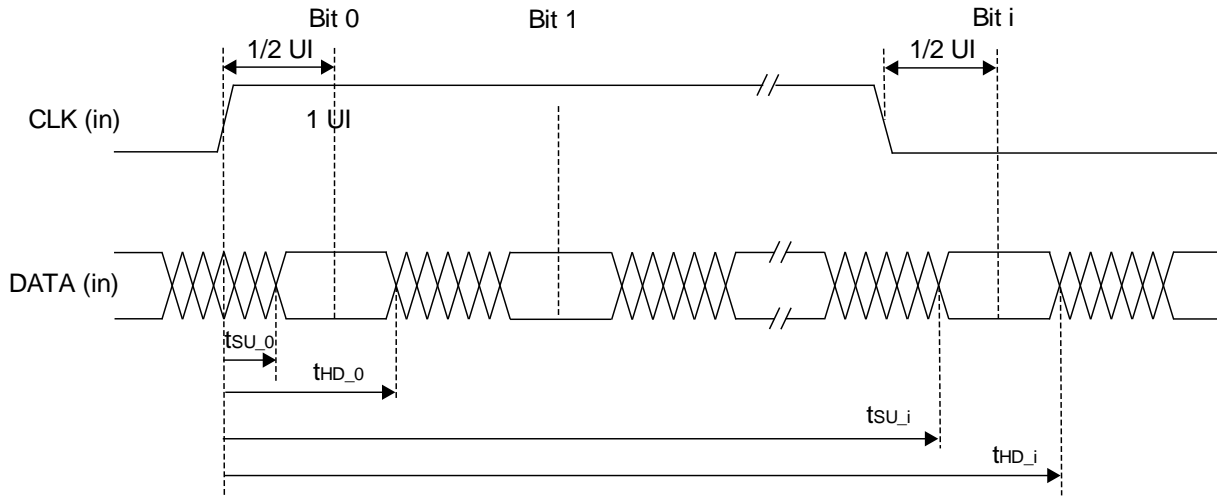 Bit 0 Bit 1 Bit i
1/2 UI 1/2 UI
CLK (in) 1 UI
DATA (in)
tSU_0
tHD_0
tSU_i
tHD_i